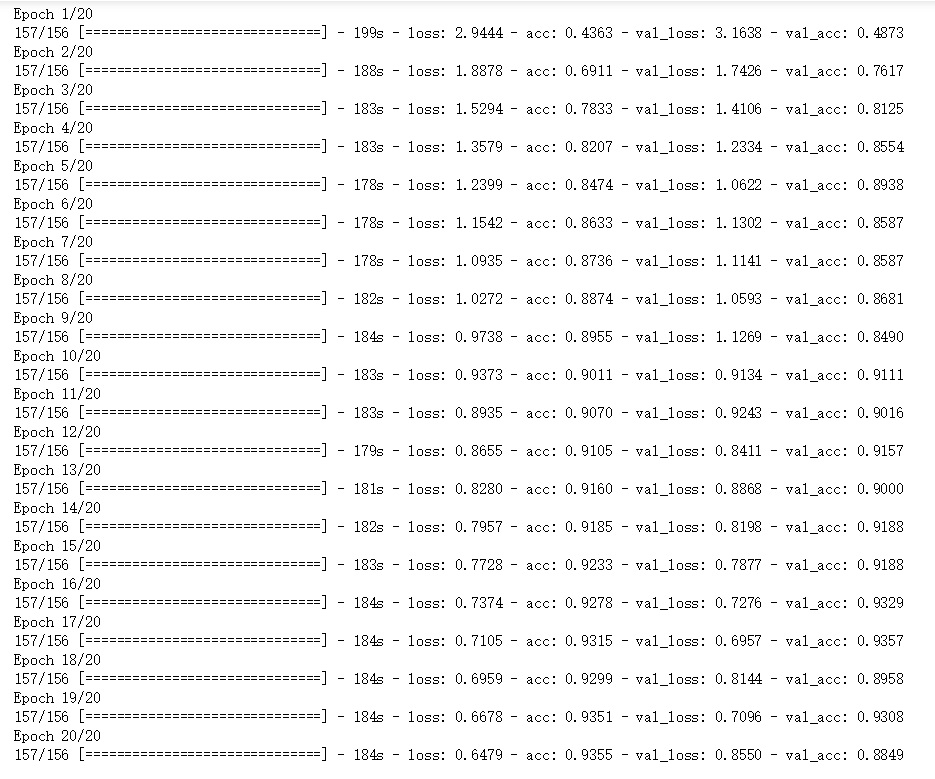 Epoch 1/20
157/156 [==============================] - 199s - loss: 2.9444 - acc: 0.4363 - val_loss: 3.1638 - val_acc: 0.4873
Epoch 2/20
157/156 [==============================] - 188s - loss: 1.8878 - acc: 0.6911 - val_loss: 1.7426 - val_acc: 0.7617
Epoch 3/20
157/156 [==============================] - 183s - loss: 1.5294 - acc: 0.7833 - val_loss: 1.4106 - val_acc: 0.8125
Epoch 4/20
157/156 [==============================] - 183s - loss: 1.3579 - acc: 0.8207 - val_loss: 1.2334 - val_acc: 0.8554
Epoch 5/20
157/156 [==============================] - 178s - loss: 1.2399 - acc: 0.8474 - val_loss: 1.0622 - val_acc: 0.8938
Epoch 6/20
157/156 [==============================] - 178s - loss: 1.1542 - acc: 0.8633 - val_loss: 1.1302 - val_acc: 0.8587
Epoch 7/20
157/156 [==============================] - 178s - loss: 1.0935 - acc: 0.8736 - val_loss: 1.1141 - val_acc: 0.8587
Epoch 8/20
157/156 [==============================] - 182s - loss: 1.0272 - acc: 0.8874 - val_loss: 1.0593 - val_acc: 0.8681
Epoch 9/20
157/156 [==============================] - 184s - loss: 0.9738 - acc: 0.8955 - val_loss: 1.1269 - val_acc: 0.8490
Epoch 10/20
157/156 [==============================] - 183s - loss: 0.9373 - acc: 0.9011 - val_loss: 0.9134 - val_acc: 0.9111
Epoch 11/20
157/156 [==============================] - 183s - loss: 0.8935 - acc: 0.9070 - val_loss: 0.9243 - val_acc: 0.9016
Epoch 12/20
157/156 [==============================] - 179s - loss: 0.8655 - acc: 0.9105 - val_loss: 0.8411 - val_acc: 0.9157
Epoch 13/20
157/156 [==============================] - 181s - loss: 0.8280 - acc: 0.9160 - val_loss: 0.8868 - val_acc: 0.9000
Epoch 14/20
157/156 [==============================] - 182s - loss: 0.7957 - acc: 0.9185 - val_loss: 0.8198 - val_acc: 0.9188
Epoch 15/20
157/156 [==============================] - 183s - loss: 0.7728 - acc: 0.9233 - val_loss: 0.7877 - val_acc: 0.9188
Epoch 16/20
157/156 [==============================] - 184s - loss: 0.7374 - acc: 0.9278 - val_loss: 0.7276 - val_acc: 0.9329
Epoch 17/20
157/156 [==============================] - 184s - loss: 0.7105 - acc: 0.9315 - val_loss: 0.6957 - val_acc: 0.9357
Epoch 18/20
157/156 [==============================] - 184s - loss: 0.6959 - acc: 0.9299 - val_loss: 0.8144 - val_acc: 0.8958
Epoch 19/20
157/156 [==============================] - 184s - loss: 0.6678 - acc: 0.9351 - val_loss: 0.7096 - val_acc: 0.9308
Epoch 20/20
157/156 [==============================] - 184s - loss: 0.6479 - acc: 0.9355 - val_loss: 0.8550 - val_acc: 0.8849